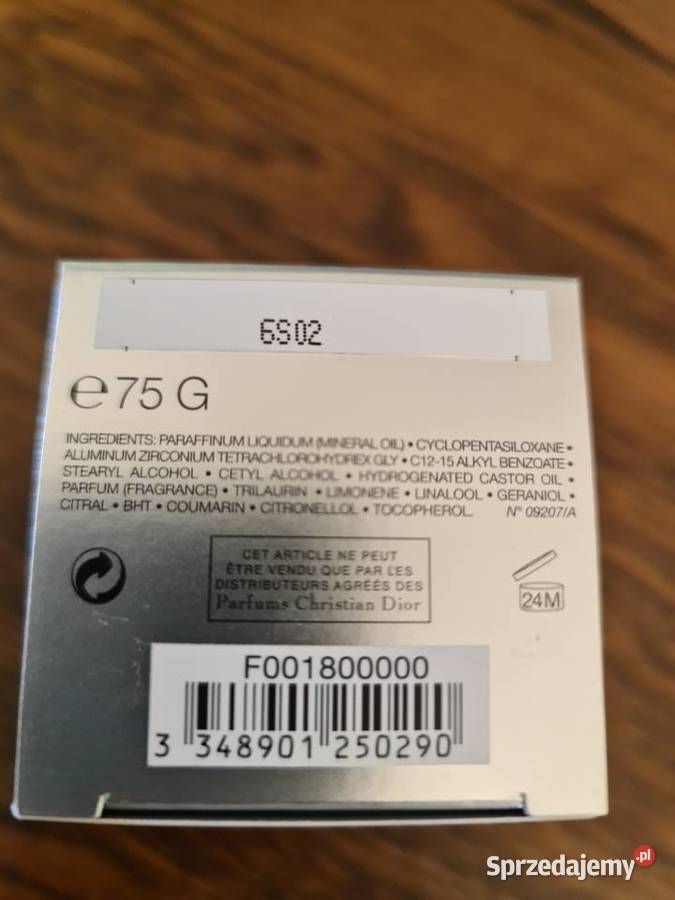 6S02
℮75 G
INGREDIENTS: PARAFFINUM LIQUIDUM (MINERAL OIL) • CYCLOPENTASILOXANE •
ALUMINUM ZIRCONIUM TETRACHLOROHYDREX GLY • C12-15 ALKYL BENZOATE •
STEARYL ALCOHOL • CETYL ALCOHOL • HYDROGENATED CASTOR OIL •
PARFUM (FRAGRANCE) • TRILAURIN • LIMONENE • LINALOOL • GERANIOL •
CITRAL • BHT • COUMARIN • CITRONELLOL • TOCOPHEROL. N° 09207/A
CET ARTICLE NE PEUT
ÊTRE VENDU QUE PAR LES
DISTRIBUTEURS AGRÉÉS DES
Parfums Christian Dior
24M
F001800000
3 348901 250290
Sprzedajemy.pl